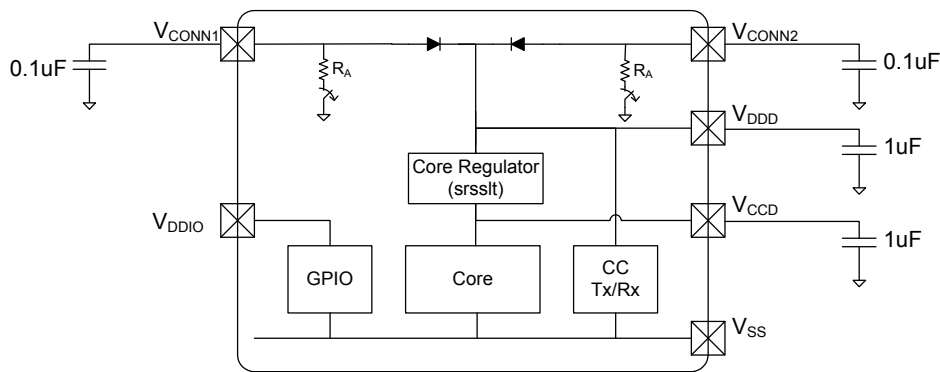 VCONN1
VCONN2
0.1uF
RA
RA
0.1uF
VDDD
Core Regulator
(srsslt)
1uF
VDDIO
VCCD
1uF
GPIO
Core
CC
Tx/Rx
VSS